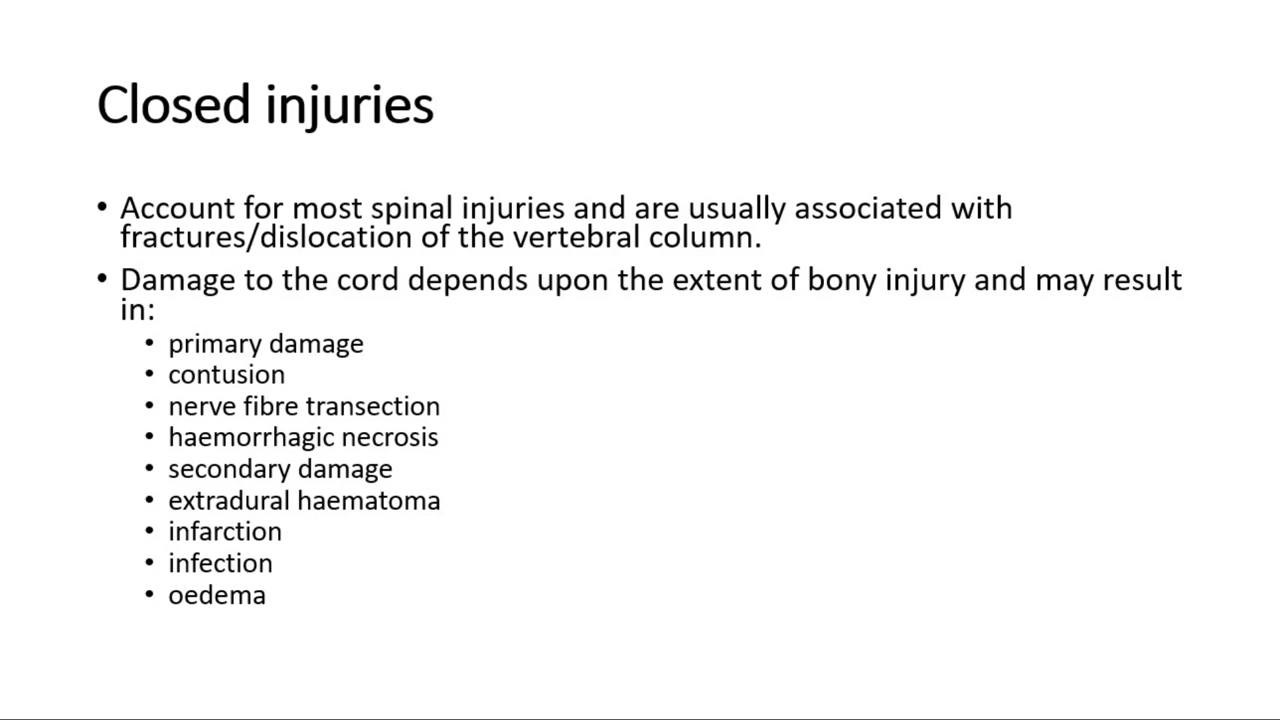 Closed injuries
• Account for most spinal injuries and are usually associated with
fractures/dislocation of the vertebral column.
• Damage to the cord depends upon the extent of bony injury and may result
in:
• primary damage
• contusion
• nerve fibre transection
• haemorrhagic necrosis
• secondary damage
• extradural haematoma
• infarction
• infection
• oedema